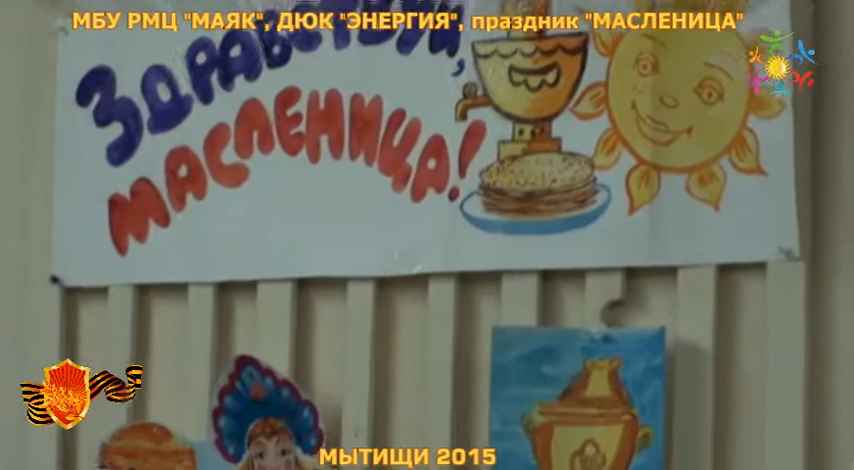 МБУ РМЦ "МАЯК", ДЮК "ЭНЕРГИЯ", праздник "МАСЛЕНИЦА"
ЗДРАВСТВУЙ,
МАСЛЕНИЦА!
МЫТИЩИ 2015